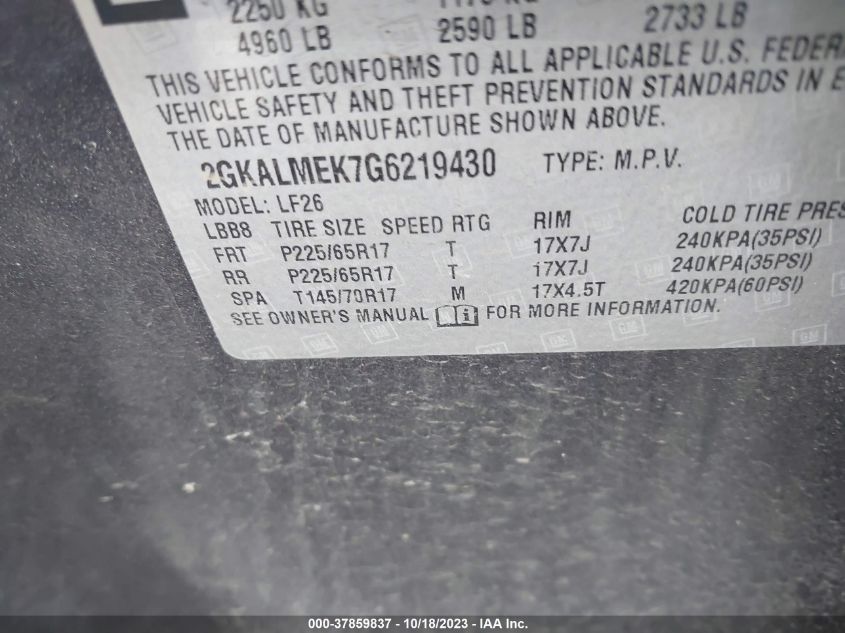 2250 KG
4960 LB 2590 LB 2733 LB
THIS VEHICLE CONFORMS TO ALL APPLICABLE U.S. FEDER
VEHICLE SAFETY AND THEFT PREVENTION STANDARDS IN E
THE DATE OF MANUFACTURE SHOWN ABOVE.
2GKALMEK7G6219430 TYPE: M.P.V.
MODEL: LF26
LBB8 TIRE SIZE SPEED RTG RIM COLD TIRE PRES
FRT P225/65R17 T 17X7J 240KPA(35PSI)
RR P225/65R17 T 17X7J 240KPA(35PSI)
SPA T145/70R17 M 17X4.5T 420KPA(60PSI)
SEE OWNER'S MANUAL FOR MORE INFORMATION.
000-37859837 - 10/18/2023 - IAA Inc.